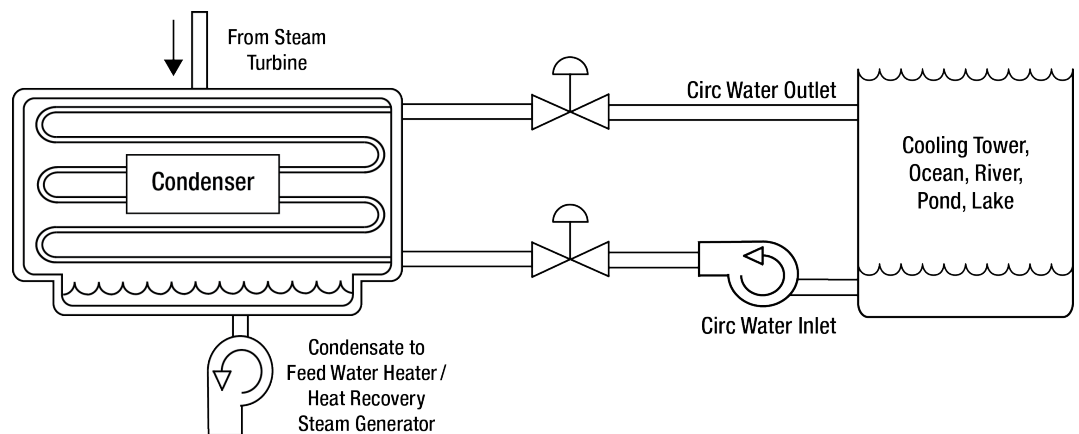 From Steam
Turbine
Circ Water Outlet
Cooling Tower,
Ocean, River,
Pond, Lake
Condenser
Circ Water Inlet
Condensate to
Feed Water Heater /
Heat Recovery
Steam Generator